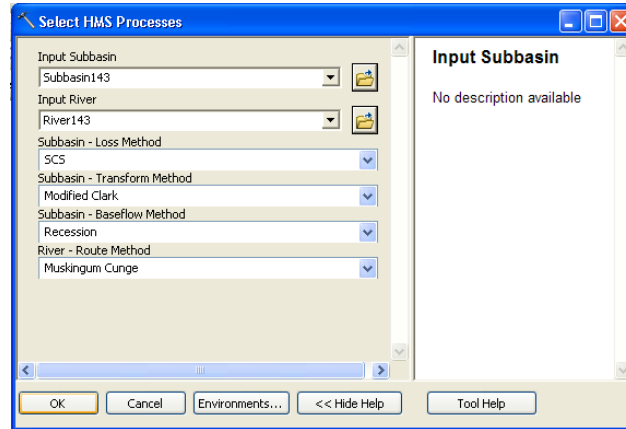 Select HMS Processes
Input Subbasin
Subbasin143
Input River
River143
Subbasin - Loss Method
SCS
Subbasin - Transform Method
Modified Clark
Subbasin - Baseflow Method
Recession
River - Route Method
Muskingum Cunge
Input Subbasin
No description available
OK
Cancel
Environments...
<< Hide Help
Tool Help